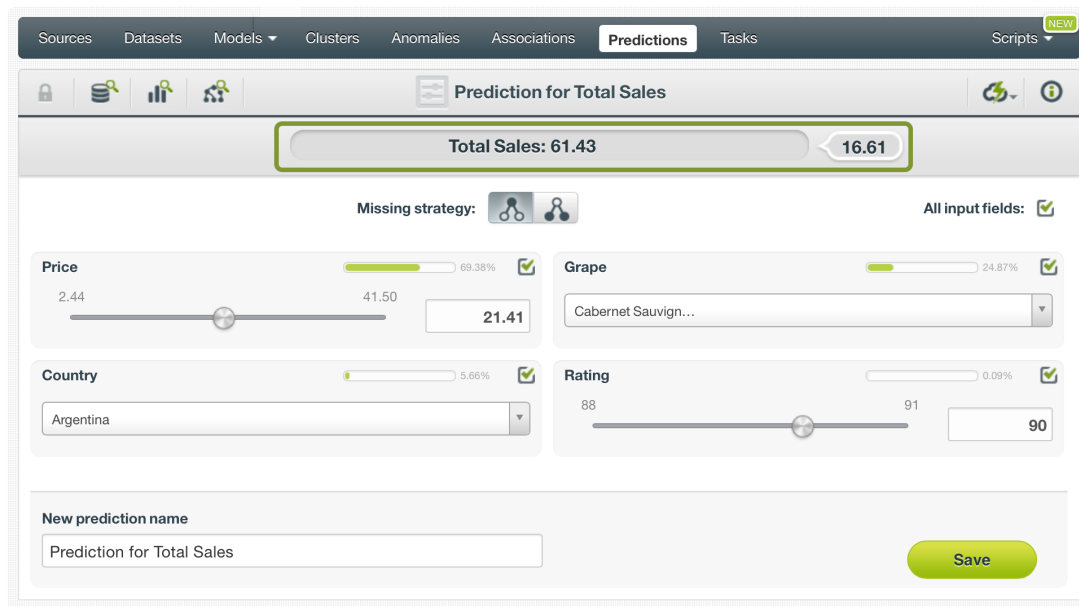 NEW
Sources Datasets Models Clusters Anomalies Associations Predictions Tasks Scripts
Prediction for Total Sales
Total Sales: 61.43 16.61
Missing strategy: All input fields:
Price 69.38% Grape 24.87%
2.44 41.50
21.41 Cabernet Sauvign...
Country 5.66% Rating 0.09%
88 91
Argentina 90
New prediction name
Prediction for Total Sales
Save